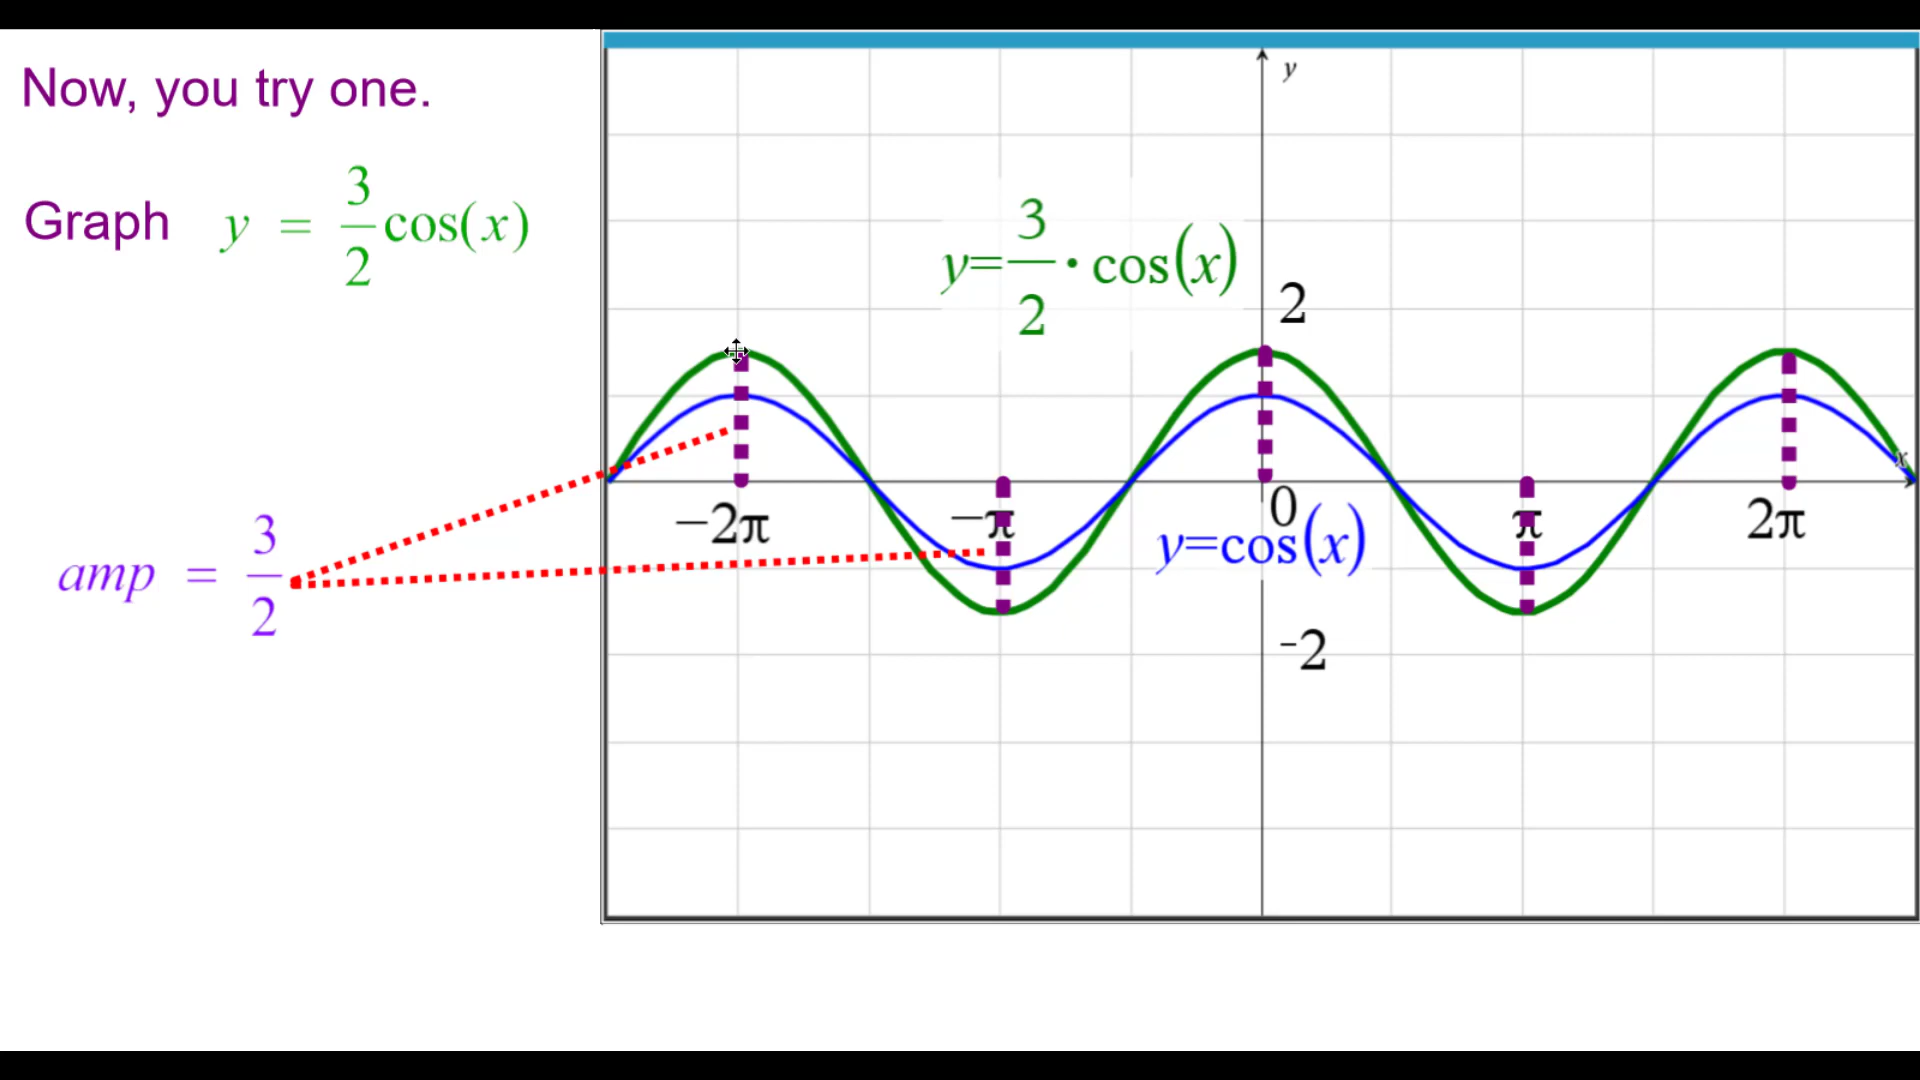 Now, you try one.
Graph y = 3/2 cos(x)
amp = 3/2
y
y=3/2 · cos(x)
2
x
−2π
−π
0
π
2π
y=cos(x)
-2